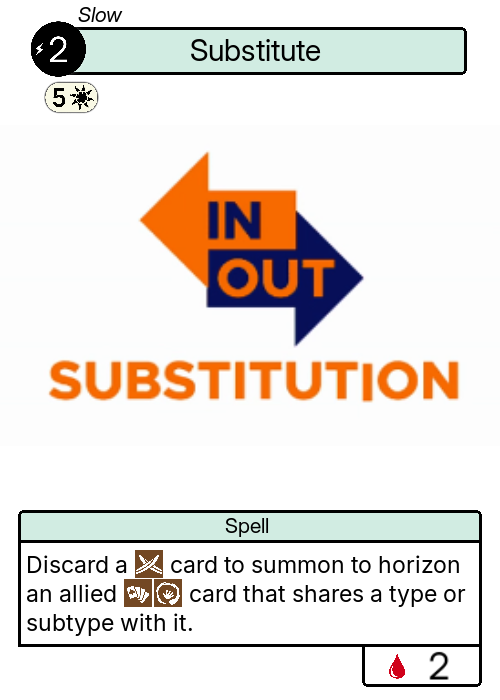 Slow
2
Substitute
5
IN
OUT
SUBSTITUTION
Spell
Discard a card to summon to horizon
an allied card that shares a type or
subtype with it.
2